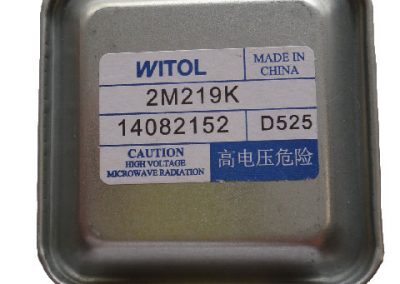 WITOL
MADE IN
CHINA
2M219K
14082152 D525
CAUTION
HIGH VOLTAGE
MICROWAVE RADIATION
高电压危险